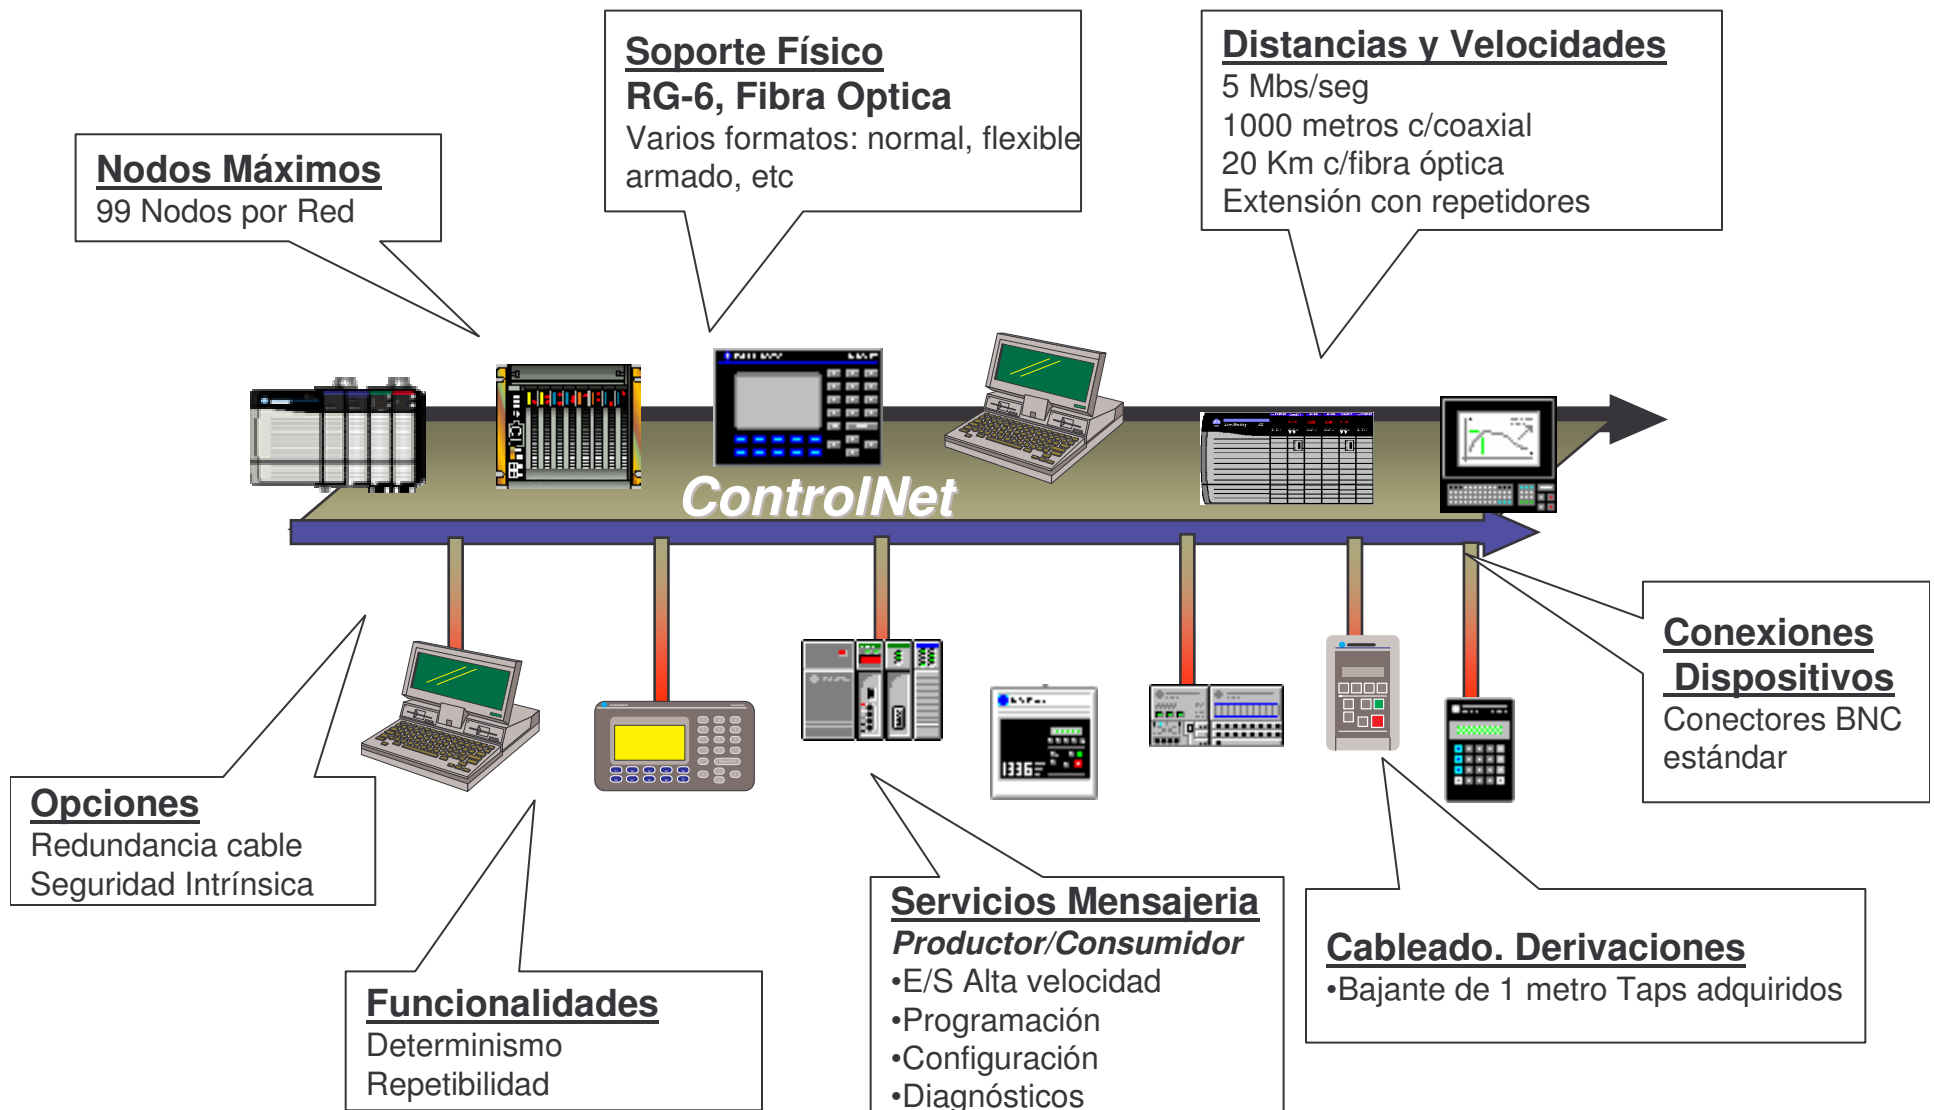 Soporte Físico
RG-6, Fibra Optica
Varios formatos: normal, flexible
armado, etc
Distancias y Velocidades
5 Mbs/seg
1000 metros c/coaxial
20 Km c/fibra óptica
Extensión con repetidores
Nodos Máximos
99 Nodos por Red
ControlNet
Conexiones
Dispositivos
Conectores BNC
estándar
1336
Opciones
Redundancia cable
Seguridad Intrínsica
Servicios Mensajeria
Productor/Consumidor
•E/S Alta velocidad
•Programación
•Configuración
•Diagnósticos
Cableado. Derivaciones
•Bajante de 1 metro Taps adquiridos
Funcionalidades
Determinismo
Repetibilidad